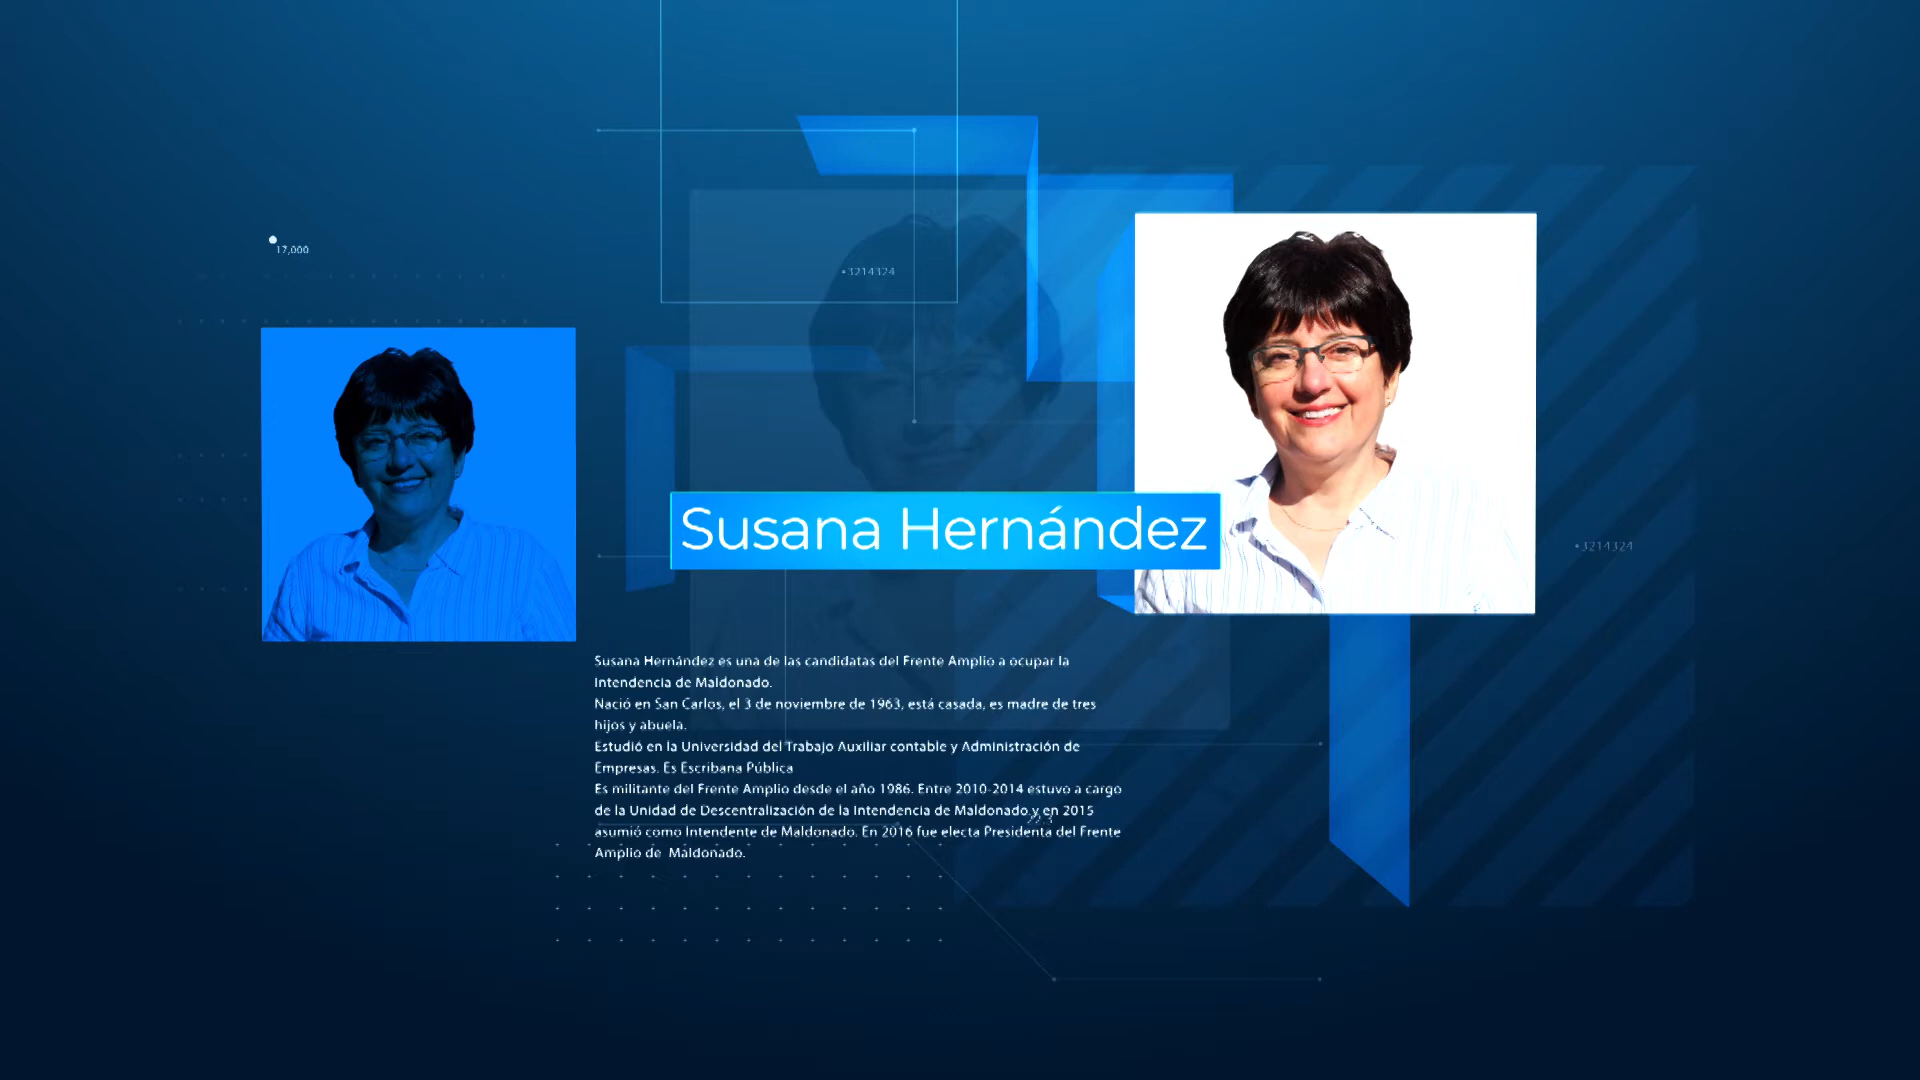 17,000
•3214324
Susana Hernández
•3214324
Susana Hernández es una de las candidatas del Frente Amplio a ocupar la
Intendencia de Maldonado.
Nació en San Carlos, el 3 de noviembre de 1963, está casada, es madre de tres
hijos y abuela.
Estudió en la Universidad del Trabajo Auxiliar contable y Administración de
Empresas. Es Escribana Pública
Es militante del Frente Amplio desde el año 1986. Entre 2010-2014 estuvo a cargo
de la Unidad de Descentralización de la Intendencia de Maldonado y en 2015
asumió como Intendente de Maldonado. En 2016 fue electa Presidenta del Frente
Amplio de  Maldonado.